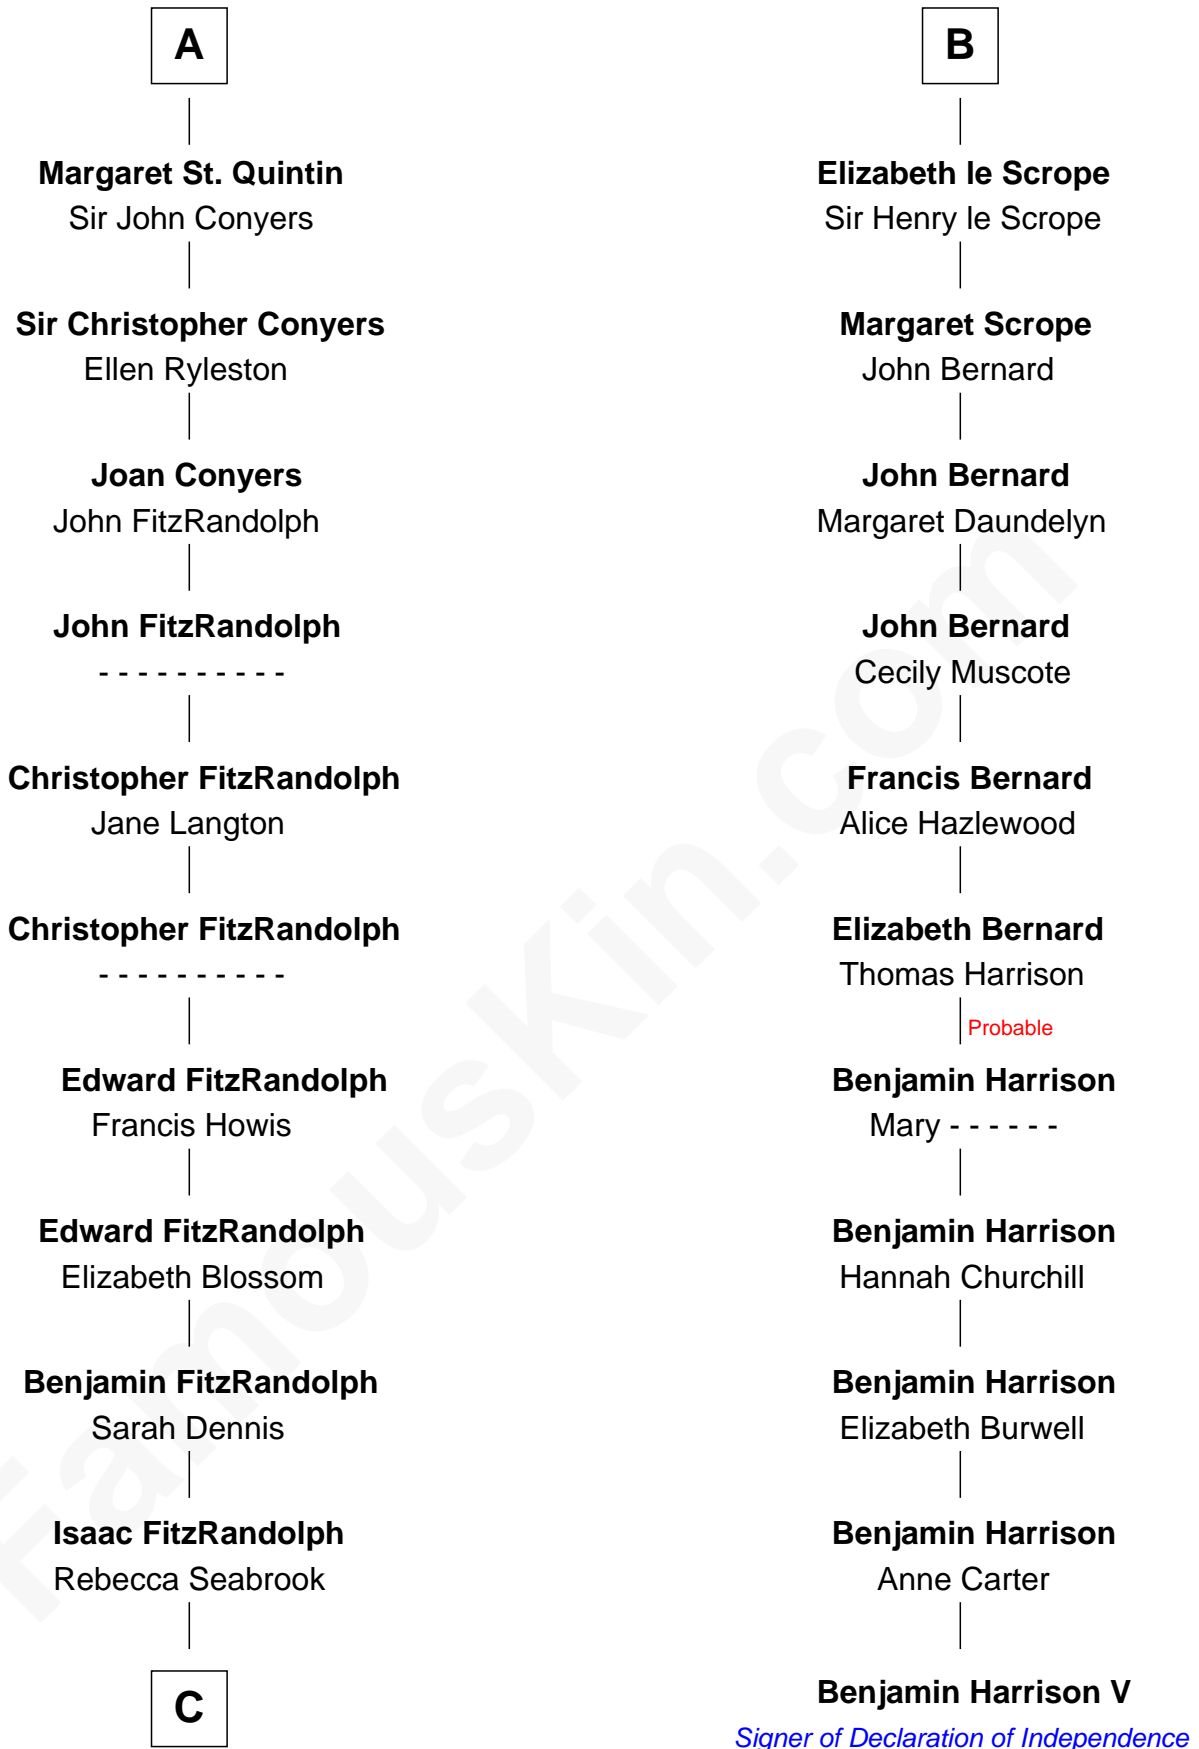 A
Margaret St. Quintin
Sir John Conyers
Sir Christopher Conyers
Ellen Ryleston
Joan Conyers
John FitzRandolph
John FitzRandolph
- - - - - - - - - -
Christopher FitzRandolph
Jane Langton
Christopher FitzRandolph
- - - - - - - - - -
Edward FitzRandolph
Francis Howis
Edward FitzRandolph
Elizabeth Blossom
Benjamin FitzRandolph
Sarah Dennis
Isaac FitzRandolph
Rebecca Seabrook
C
B
Elizabeth le Scrope
Sir Henry le Scrope
Margaret Scrope
John Bernard
John Bernard
Margaret Daundelyn
John Bernard
Cecily Muscote
Francis Bernard
Alice Hazlewood
Elizabeth Bernard
Thomas Harrison
Probable
Benjamin Harrison
Mary - - - - - -
Benjamin Harrison
Hannah Churchill
Benjamin Harrison
Elizabeth Burwell
Benjamin Harrison
Anne Carter
Benjamin Harrison V
Signer of Declaration of Independence
FamousKin.com